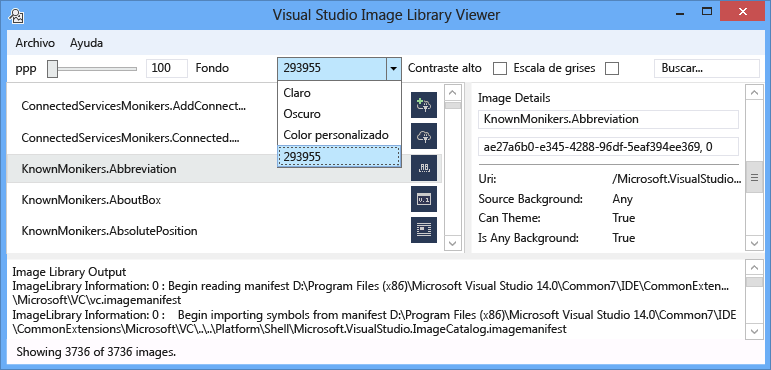 Visual Studio Image Library Viewer
Archivo Ayuda
ppp 100 Fondo 293955 Contraste alto Escala de grises Buscar...
Claro
Oscuro
Color personalizado
293955
ConnectedServicesMonikers.AddConnect...
ConnectedServicesMonikers.Connected....
KnownMonikers.Abbreviation
KnownMonikers.AboutBox
KnownMonikers.AbsolutePosition
Image Details
KnownMonikers.Abbreviation
ae27a6b0-e345-4288-96df-5eaf394ee369, 0
Uri: /Microsoft.VisualStudio...
Source Background: Any
Can Theme: True
Is Any Background: True
Image Library Output
ImageLibrary Information: 0 : Begin reading manifest D:\Program Files (x86)\Microsoft Visual Studio 14.0\Common7\IDE\CommonExten...
\Microsoft\VC\vc.imagemanifest
ImageLibrary Information: 0 : Begin importing symbols from manifest D:\Program Files (x86)\Microsoft Visual Studio 14.0\Common7\IDE
\CommonExtensions\Microsoft\VC\..\..\Platform\Shell\Microsoft.VisualStudio.ImageCatalog.imagemanifest
Showing 3736 of 3736 images.